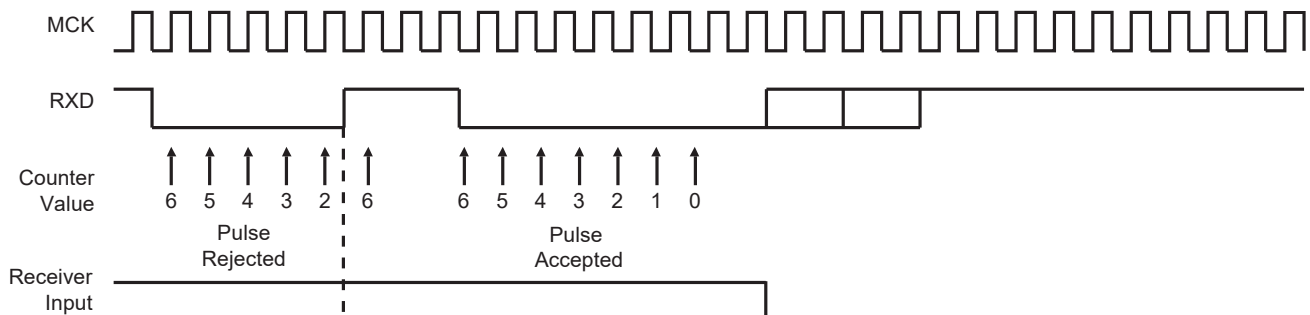 MCK
RXD
Counter
Value
6 5 4 3 2 6 6 5 4 3 2 1 0
Pulse
Rejected
Pulse
Accepted
Receiver
Input